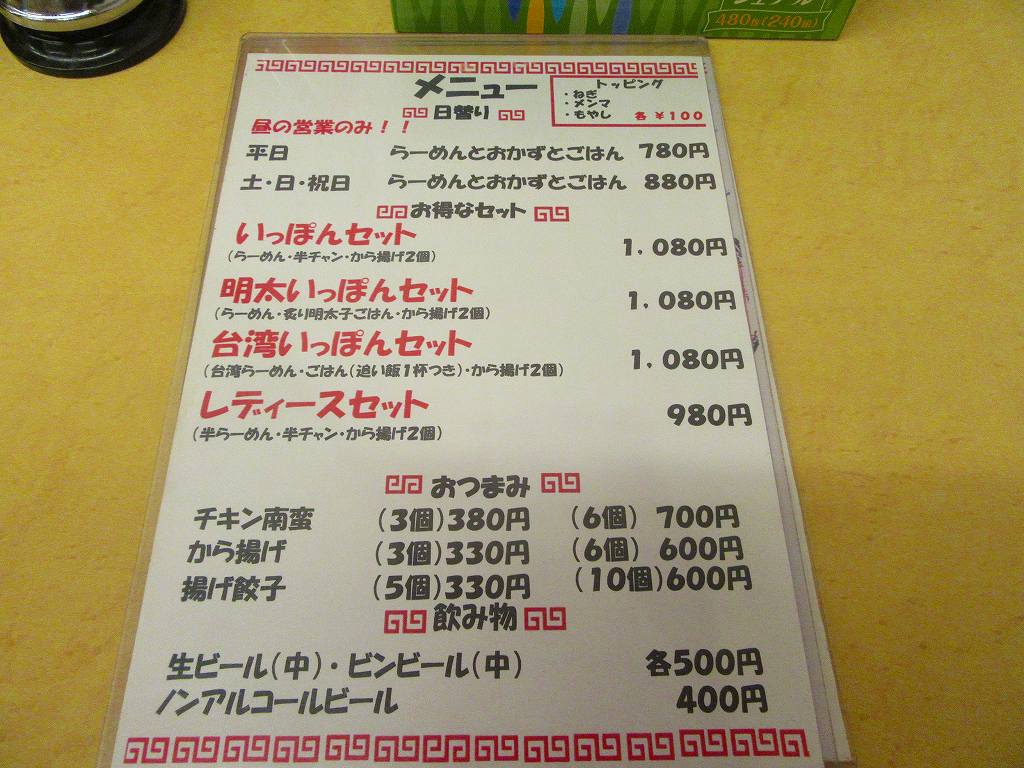 480枚(240組)
メニュー
トッピング
・ねぎ
・メンマ
・もやし 各￥100
日替り
昼の営業のみ！！
平日 らーめんとおかずとごはん 780円
土・日・祝日 らーめんとおかずとごはん 880円
お得なセット
いっぽんセット 1,080円
（らーめん・半チャン・から揚げ2個）
明太いっぽんセット 1,080円
（らーめん・炙り明太子ごはん・から揚げ2個）
台湾いっぽんセット 1,080円
（台湾らーめん・ごはん（追い飯1杯つき）・から揚げ2個）
レディースセット 980円
（半らーめん・半チャン・から揚げ2個）
おつまみ
チキン南蛮 （3個）380円 （6個）700円
から揚げ （3個）330円 （6個）600円
揚げ餃子 （5個）330円 （10個）600円
飲み物
生ビール（中）・ビンビール（中） 各500円
ノンアルコールビール 400円